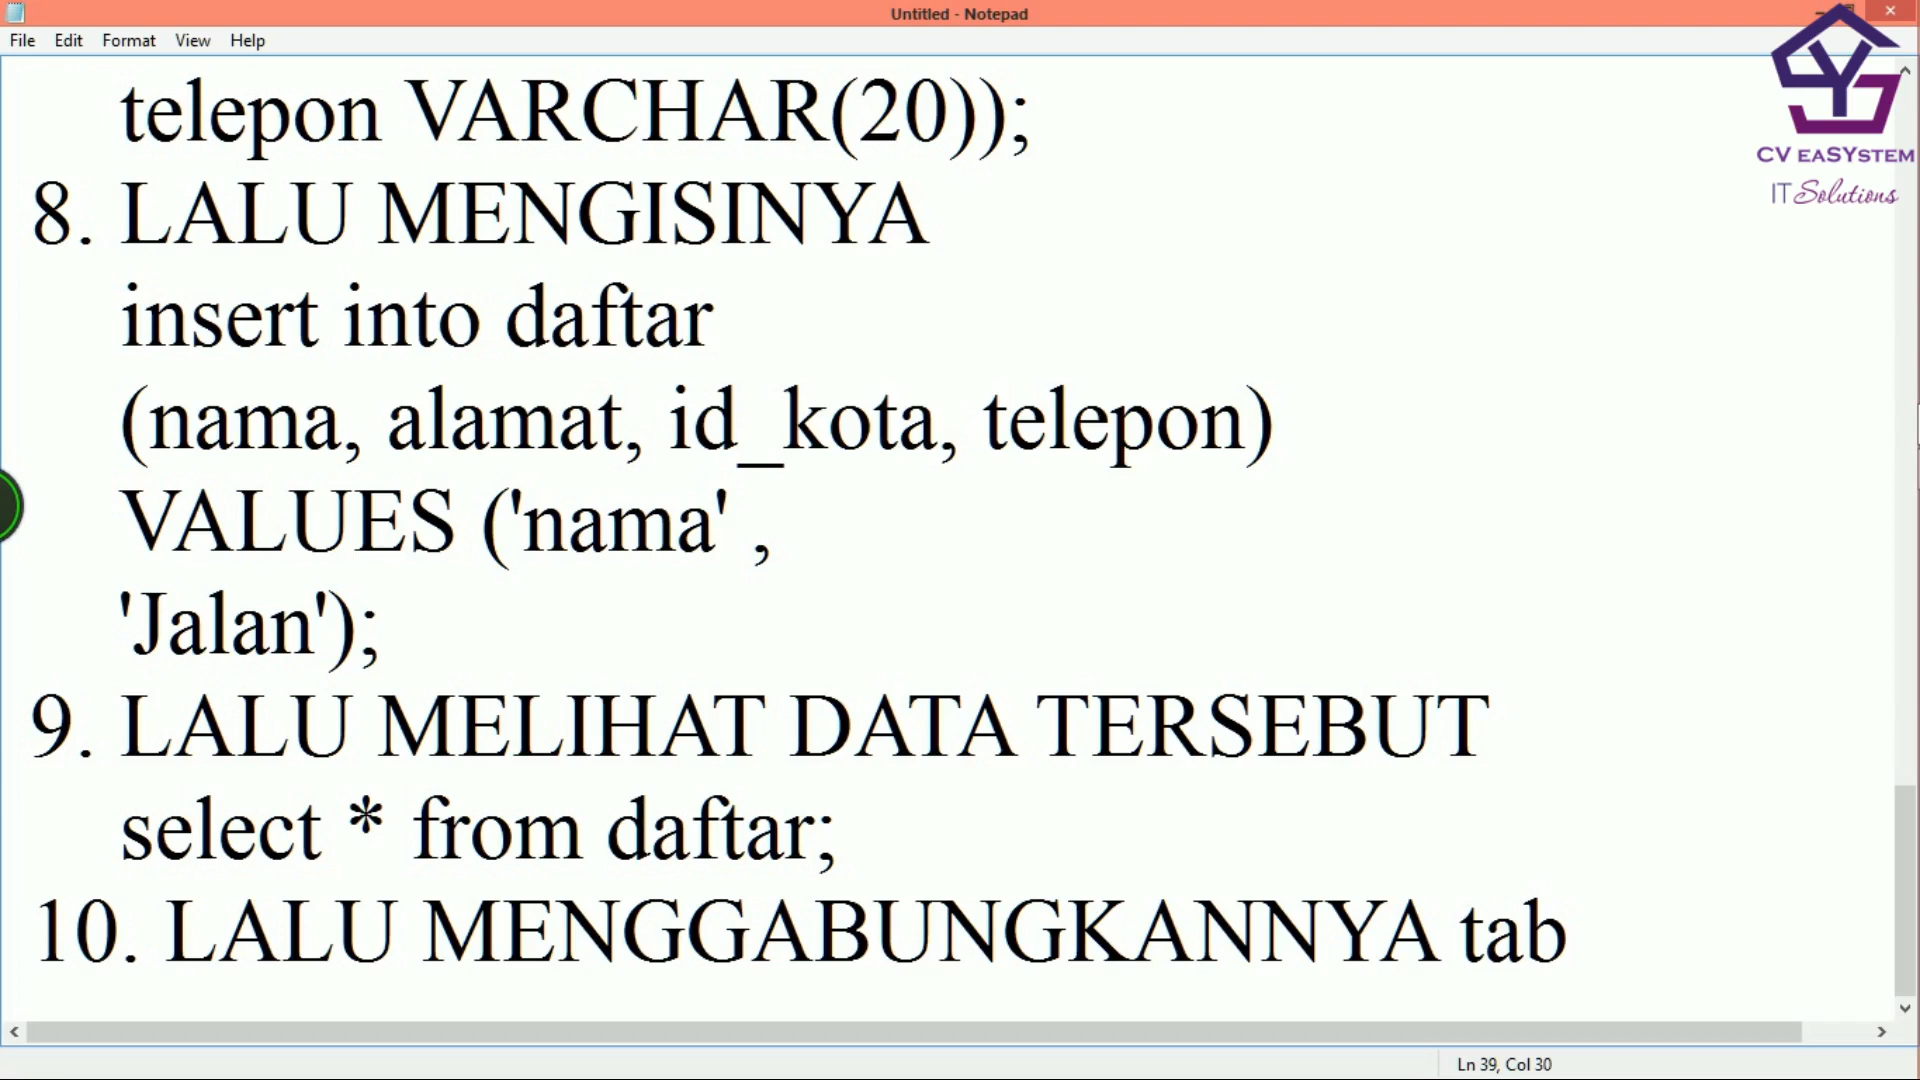 Untitled - Notepad
File Edit Format View Help
telepon VARCHAR(20));
8. LALU MENGISINYA
insert into daftar
(nama, alamat, id_kota, telepon)
VALUES ('nama' ,
'Jalan');
9. LALU MELIHAT DATA TERSEBUT
select * from daftar;
10. LALU MENGGABUNGKANNYA tab
CV EASYSTEM
IT Solutions
Ln 39, Col 30